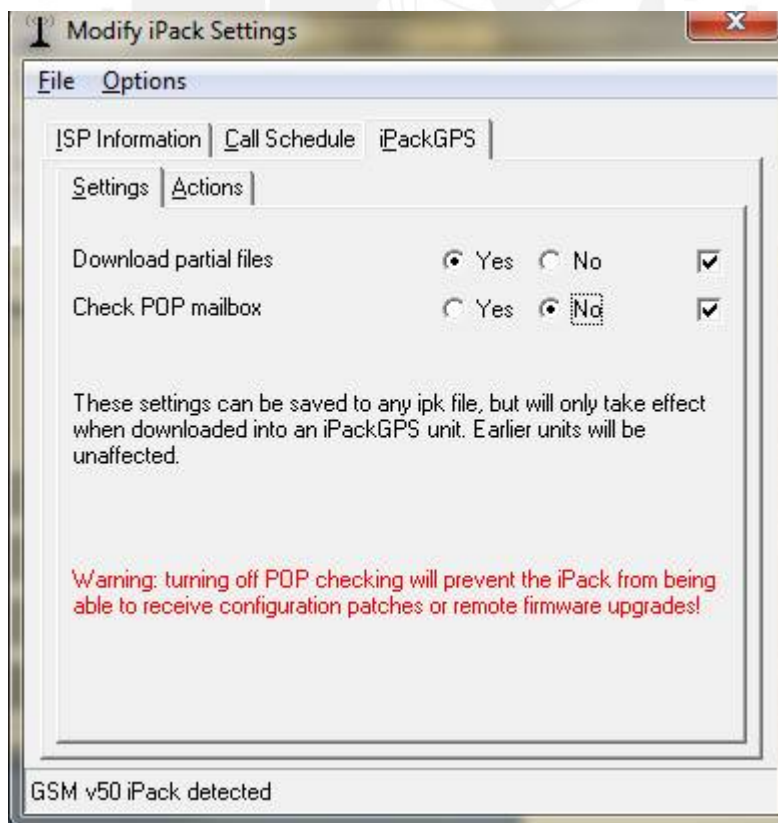 Modify iPack Settings
File Options
ISP Information Call Schedule iPackGPS
Settings Actions
Download partial files Yes No
Check POP mailbox Yes No
These settings can be saved to any ipk file, but will only take effect
when downloaded into an iPackGPS unit. Earlier units will be
unaffected.
Warning: turning off POP checking will prevent the iPack from being
able to receive configuration patches or remote firmware upgrades!
GSM v50 iPack detected